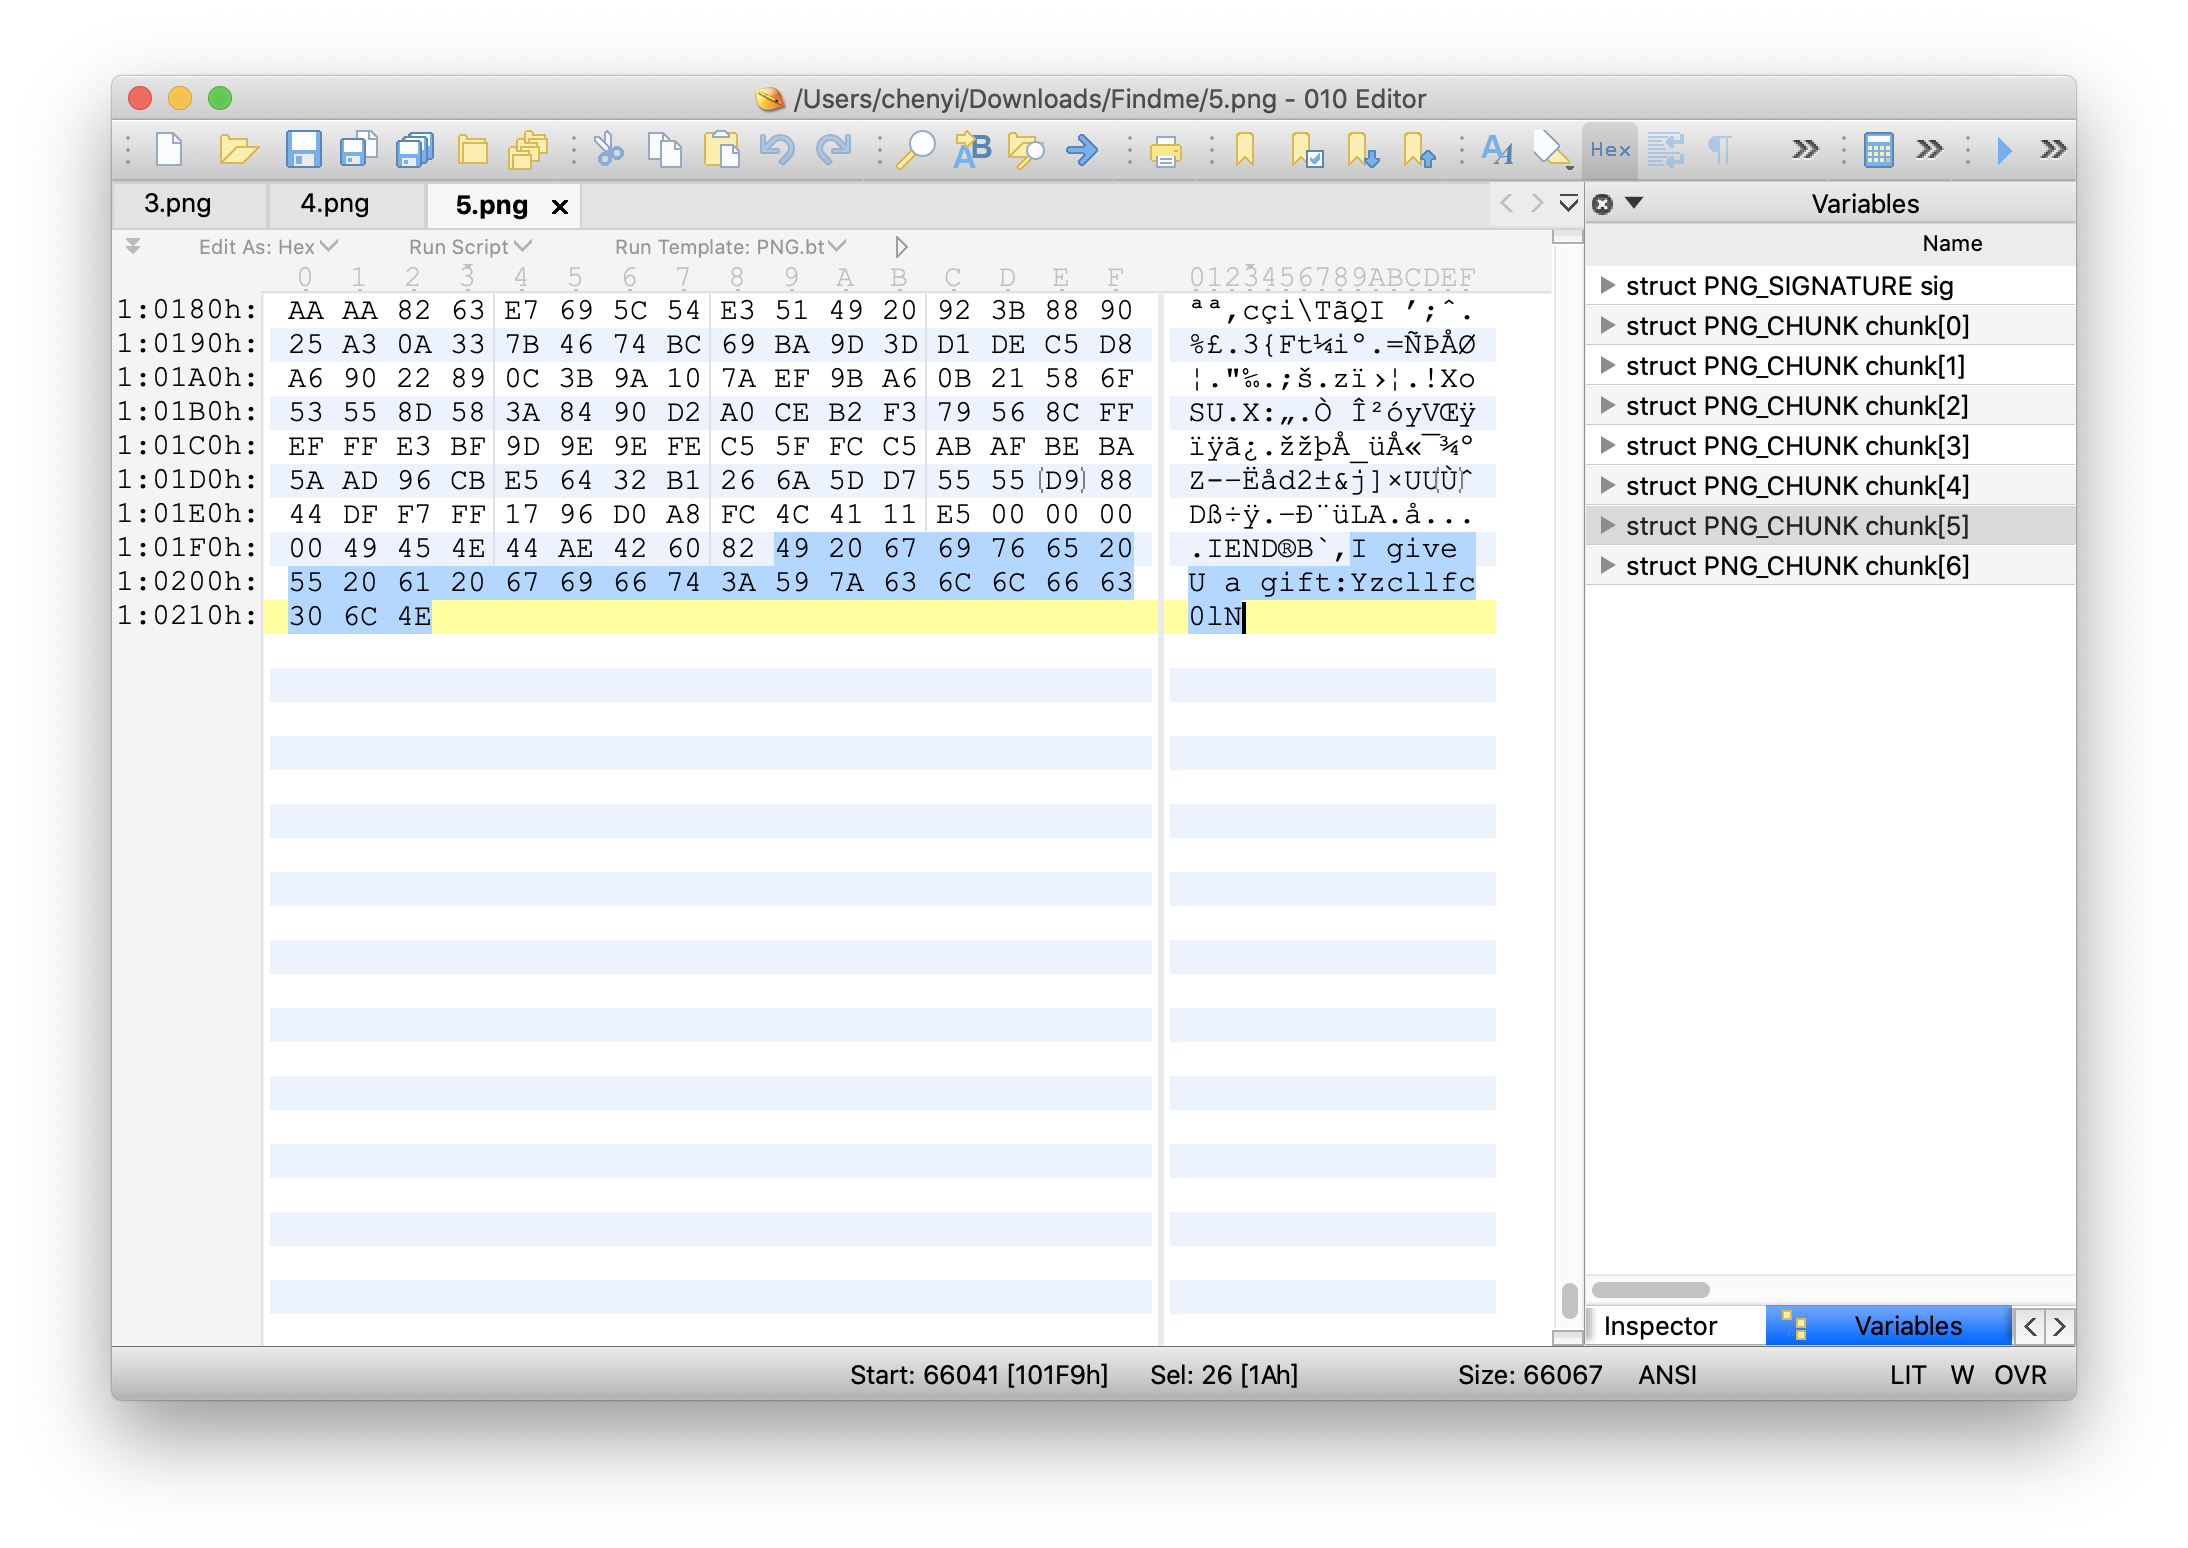 /Users/chenyi/Downloads/Findme/5.png - 010 Editor
Hex
3.png 4.png 5.png
Variables
Edit As: Hex Run Script Run Template: PNG.bt
Name
0 1 2 3 4 5 6 7 8 9 A B C D E F 0123456789ABCDEF
1:0180h: AA AA 82 63 E7 69 5C 54 E3 51 49 20 92 3B 88 90 ªª‚cçi\TãQI ’;ˆ.
1:0190h: 25 A3 0A 33 7B 46 74 BC 69 BA 9D 3D D1 DE C5 D8 %£.3{Ft¼iº.=ÑÞÅØ
1:01A0h: A6 90 22 89 0C 3B 9A 10 7A EF 9B A6 0B 21 58 6F ¦."‰.;š.zï›¦.!Xo
1:01B0h: 53 55 8D 58 3A 84 90 D2 A0 CE B2 F3 79 56 8C FF SU.X:„.Ò Î²óyVŒÿ
1:01C0h: EF FF E3 BF 9D 9E 9E FE C5 5F FC C5 AB AF BE BA ïÿã¿.žžþÅ_üÅ«¯¾º
1:01D0h: 5A AD 96 CB E5 64 32 B1 26 6A 5D D7 55 55 D9 88 Z-–Ëåd2±&j]×UUÙˆ
1:01E0h: 44 DF F7 FF 17 96 D0 A8 FC 4C 41 11 E5 00 00 00 Dß÷ÿ.–Ð¨üLA.å...
1:01F0h: 00 49 45 4E 44 AE 42 60 82 49 20 67 69 76 65 20 .IEND®B`‚I give
1:0200h: 55 20 61 20 67 69 66 74 3A 59 7A 63 6C 6C 66 63 U a gift:Yzcllfc
1:0210h: 30 6C 4E 0lN
struct PNG_SIGNATURE sig
struct PNG_CHUNK chunk[0]
struct PNG_CHUNK chunk[1]
struct PNG_CHUNK chunk[2]
struct PNG_CHUNK chunk[3]
struct PNG_CHUNK chunk[4]
struct PNG_CHUNK chunk[5]
struct PNG_CHUNK chunk[6]
Inspector Variables
Start: 66041 [101F9h] Sel: 26 [1Ah] Size: 66067 ANSI LIT W OVR